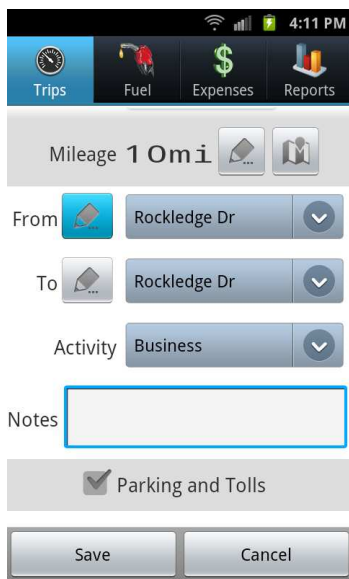 4:11 PM
Trips Fuel Expenses Reports
Mileage 10mi
From Rockledge Dr
To Rockledge Dr
Activity Business
Notes
Parking and Tolls
Save Cancel